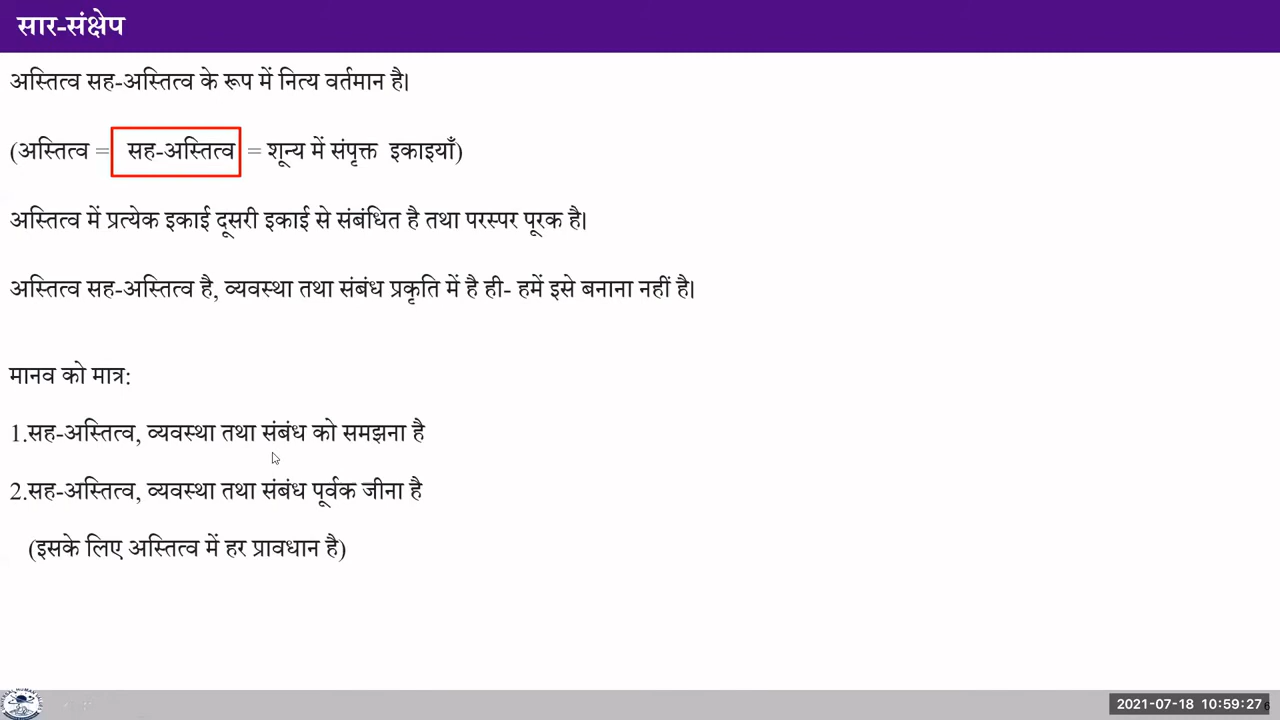 सार-संक्षेप
अस्तित्व सह-अस्तित्व के रूप में नित्य वर्तमान है।
(अस्तित्व = सह-अस्तित्व = शून्य में संपृक्त इकाइयाँ)
अस्तित्व में प्रत्येक इकाई दूसरी इकाई से संबंधित है तथा परस्पर पूरक है।
अस्तित्व सह-अस्तित्व है, व्यवस्था तथा संबंध प्रकृति में है ही- हमें इसे बनाना नहीं है।
मानव को मात्र:
1.सह-अस्तित्व, व्यवस्था तथा संबंध को समझना है
2.सह-अस्तित्व, व्यवस्था तथा संबंध पूर्वक जीना है
(इसके लिए अस्तित्व में हर प्रावधान है)
2021-07-18 10:59:27
6